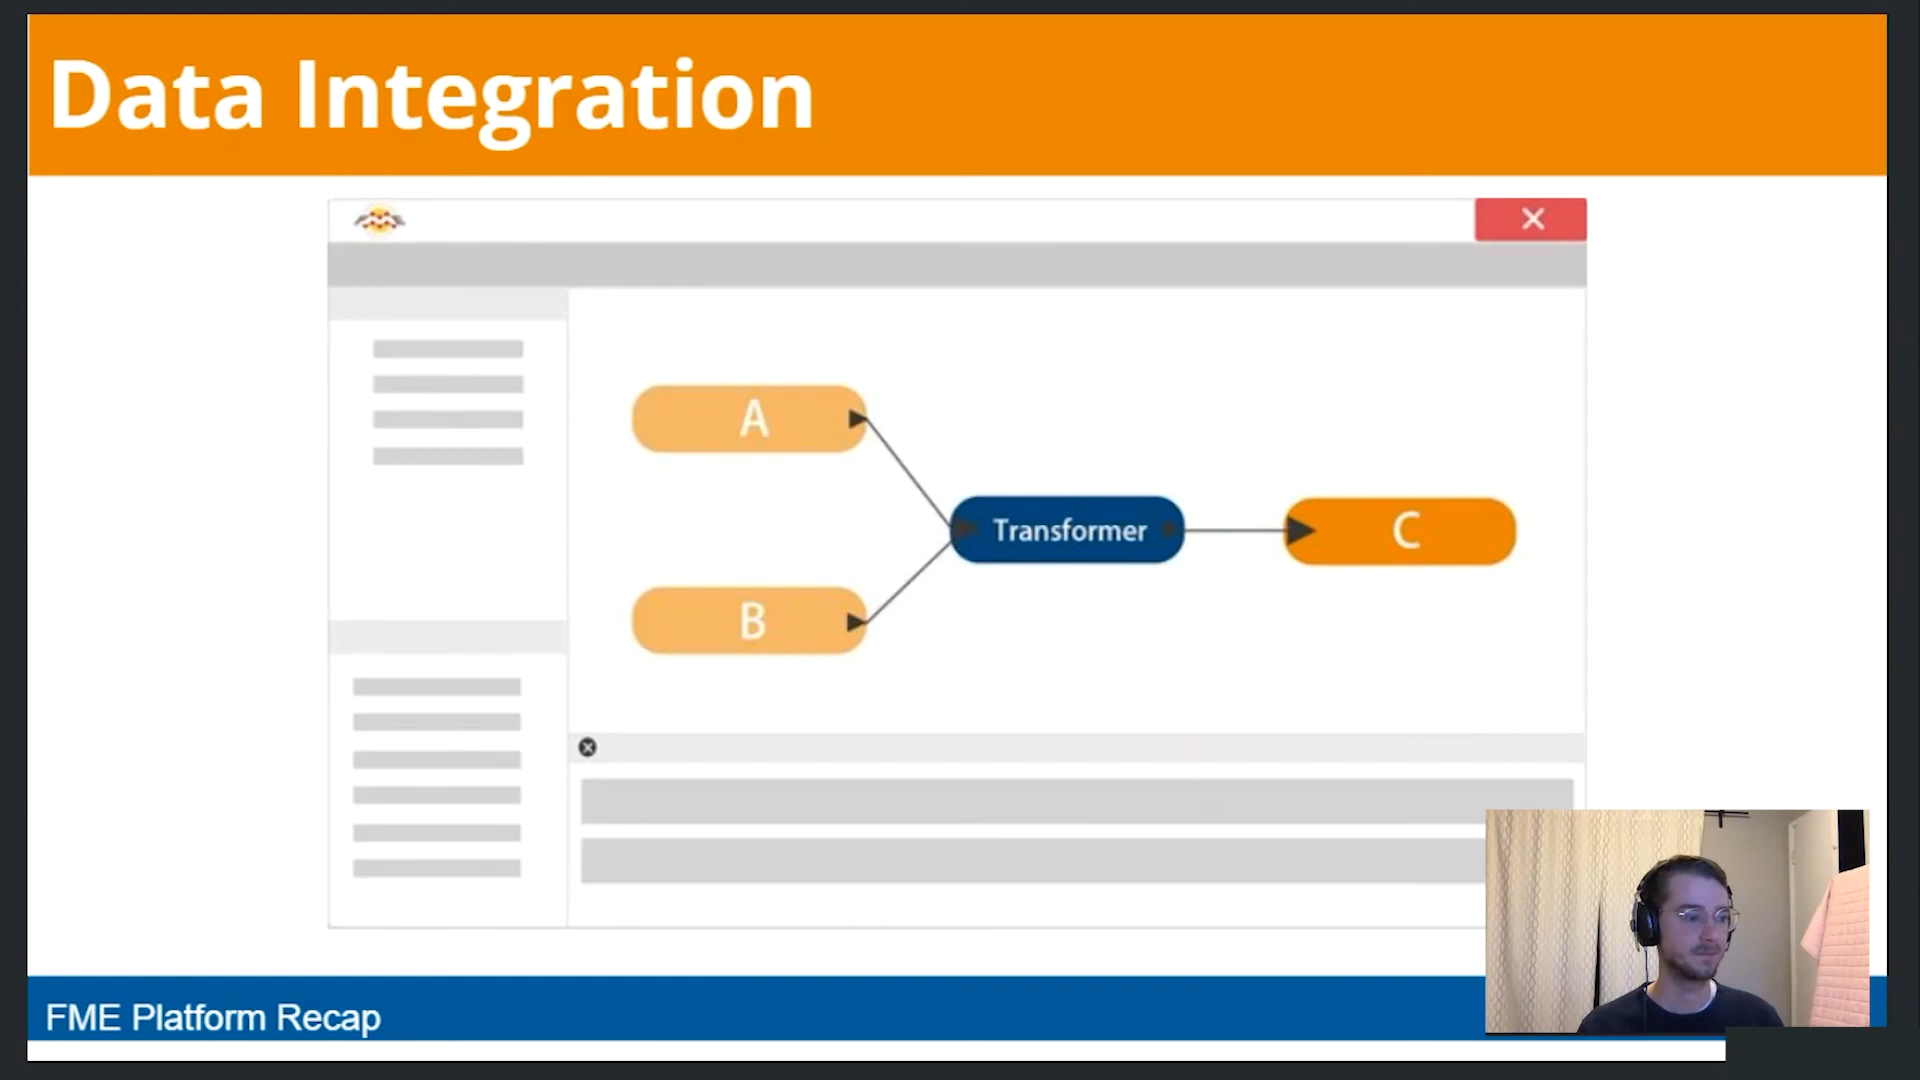 Data Integration
A
Transformer
C
B
FME Platform Recap